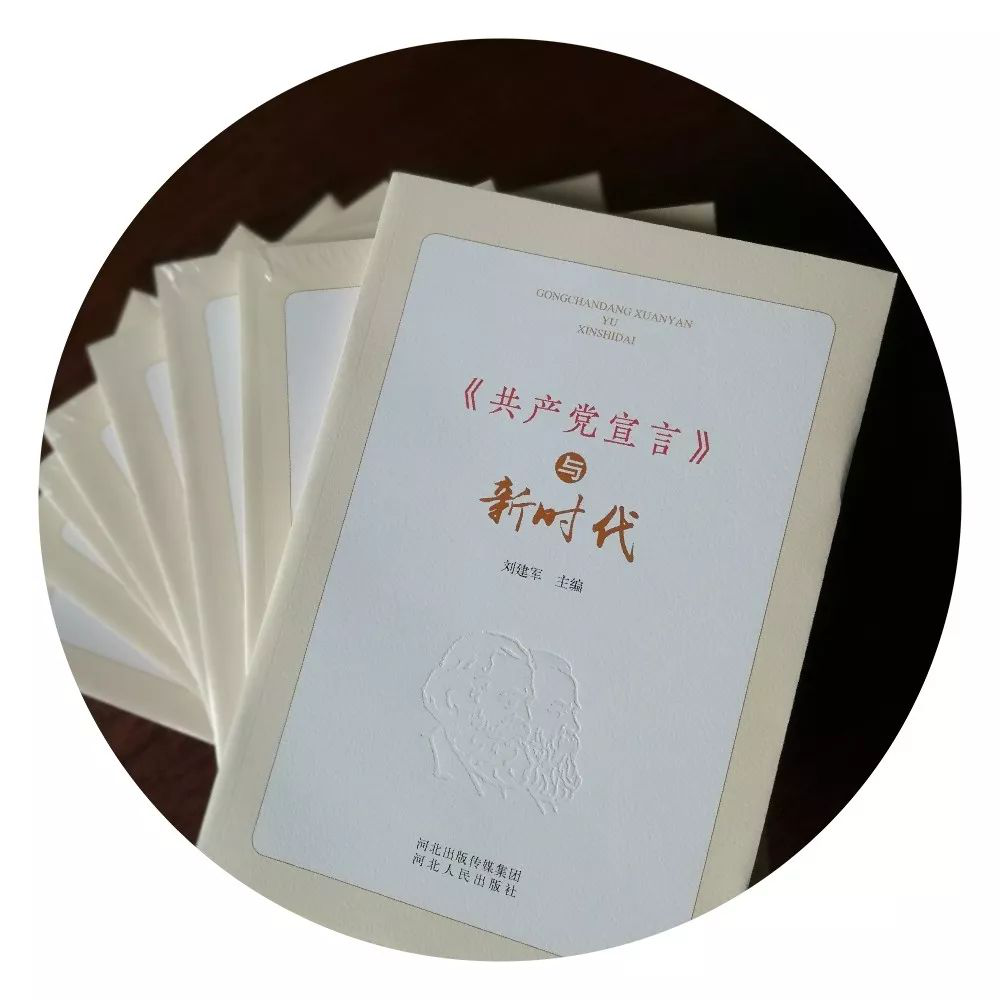 GONGCHANDANG XUANYAN
YU
XINSHIDAI
《共产党宣言》
与
新时代
刘建军 主编
河北出版传媒集团
河北人民出版社